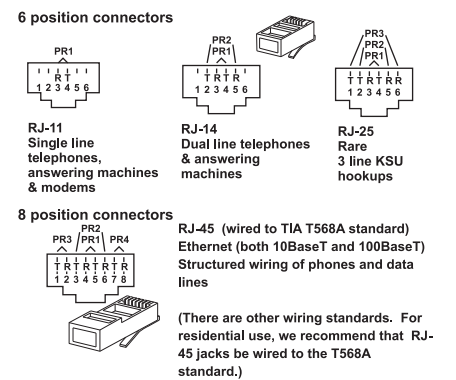 6 position connectors
PR1
R T
1 2 3 4 5 6
RJ-11
Single line
telephones,
answering machines
& modems
PR2
PR1
T R T R
1 2 3 4 5 6
RJ-14
Dual line telephones
& answering
machines
PR3
PR2
PR1
T T R T R R
1 2 3 4 5 6
RJ-25
Rare
3 line KSU
hookups
8 position connectors
PR2
PR3 PR1 PR4
T R T R T R T R
1 2 3 4 5 6 7 8
RJ-45 (wired to TIA T568A standard)
Ethernet (both 10BaseT and 100BaseT)
Structured wiring of phones and data
lines
(There are other wiring standards. For
residential use, we recommend that RJ-
45 jacks be wired to the T568A
standard.)